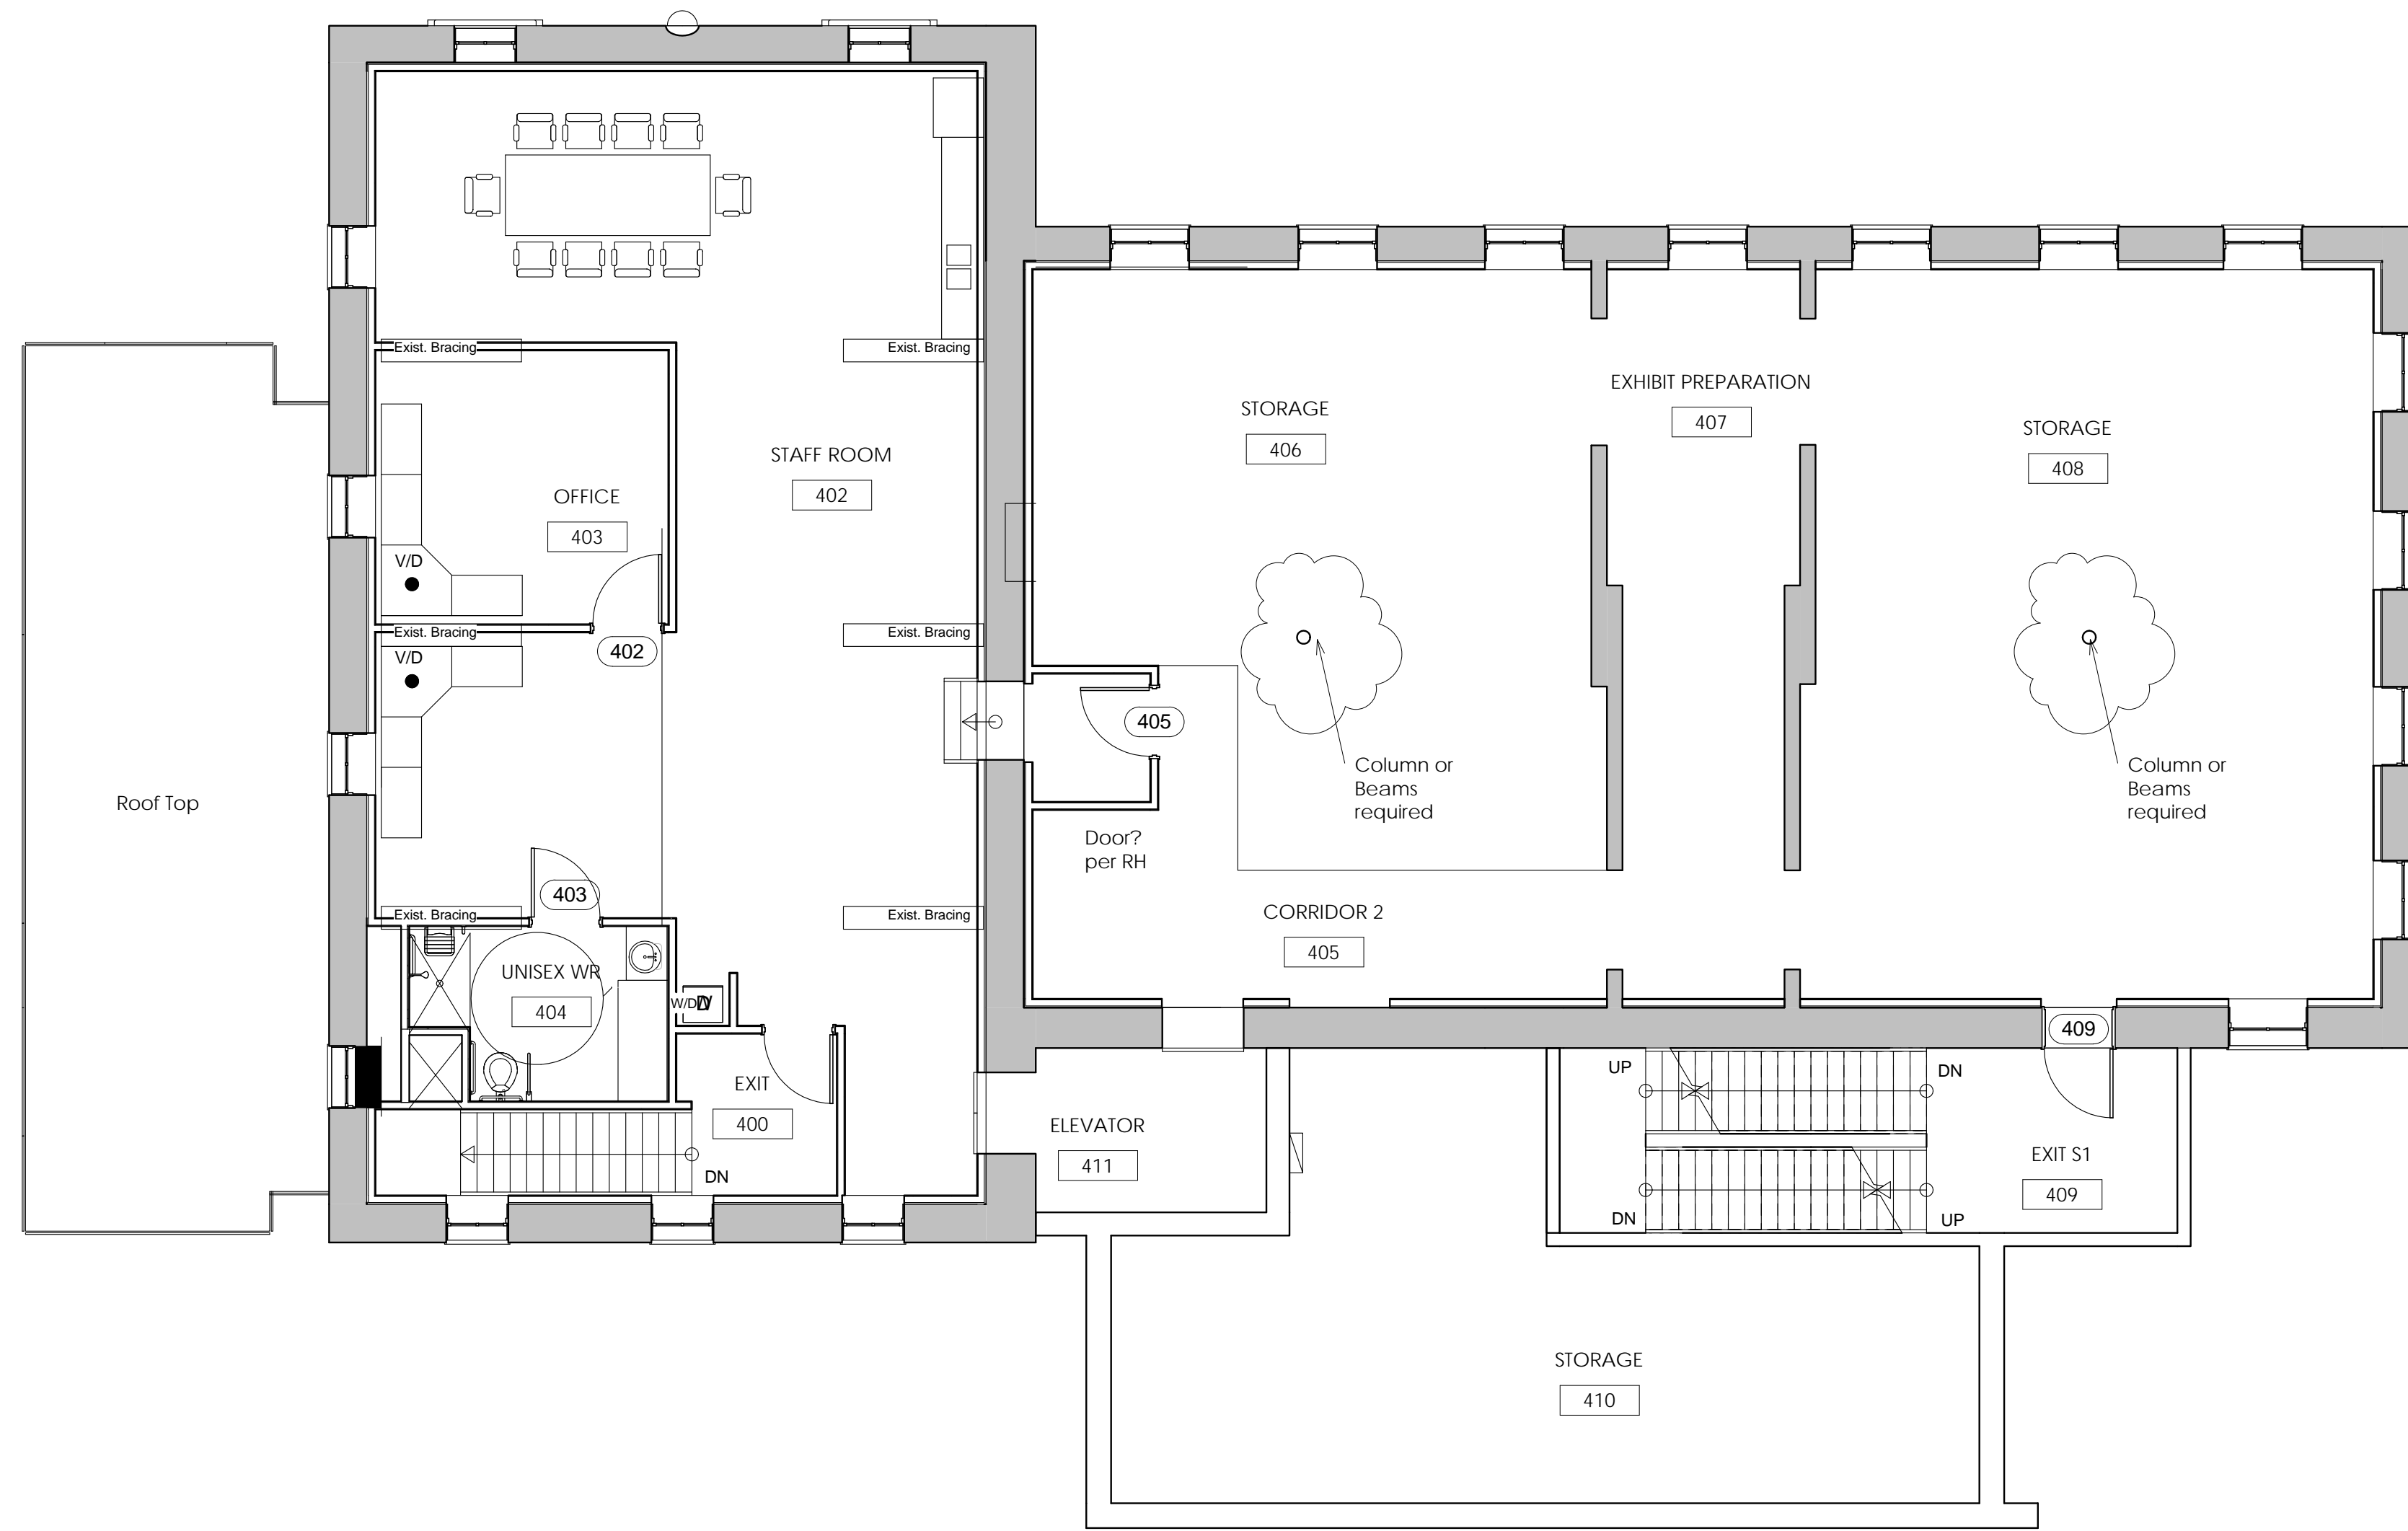 Exist. Bracing
Exist. Bracing
EXHIBIT PREPARATION
407
STORAGE
406
STORAGE
408
STAFF ROOM
402
OFFICE
403
V/D
Exist. Bracing
Exist. Bracing
402
V/D
405
Column or
Beams
required
Column or
Beams
required
Roof Top
Door?
per RH
403
Exist. Bracing
Exist. Bracing
CORRIDOR 2
405
UNISEX WR
404
W/D
409
EXIT
400
UP
DN
ELEVATOR
411
EXIT S1
409
DN
DN
UP
STORAGE
410